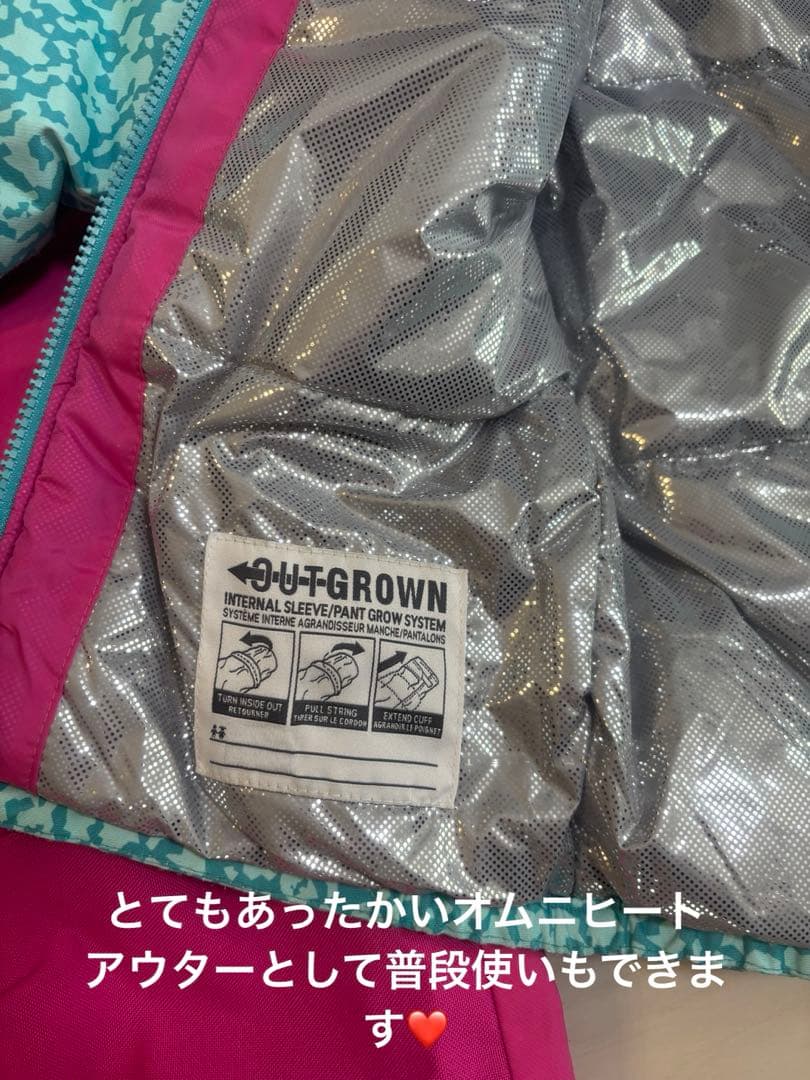 OUTGROWN
INTERNAL SLEEVE/PANT GROW SYSTEM
SYSTÈME INTERNE AGRANDISSEUR MANCHE/PANTALONS
TURN INSIDE OUT
RETOURNER
PULL STRING
TIRER SUR LE CORDON
EXTEND CUFF
AGRANDIR LE POIGNET
とてもあったかいオムニヒート
アウターとして普段使いもできま
す❤️